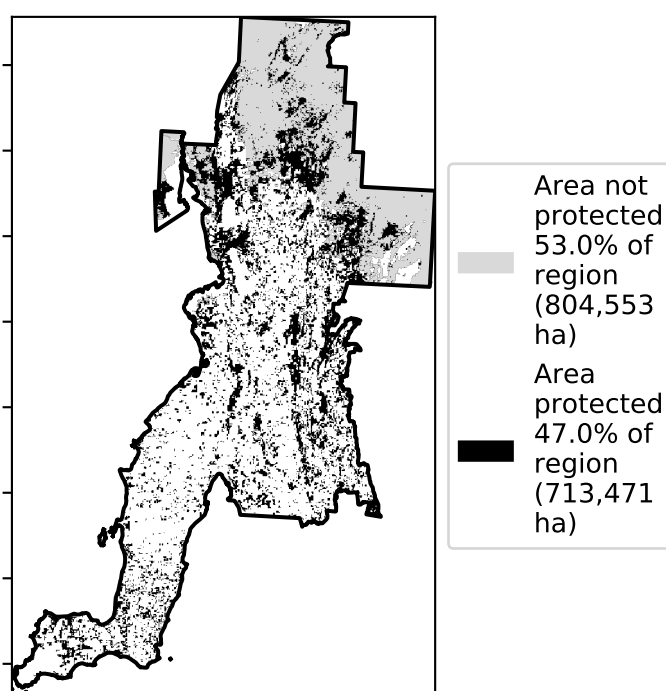 Area not
protected
53.0% of
region
(804,553
ha)
Area
protected
47.0% of
region
(713,471
ha)